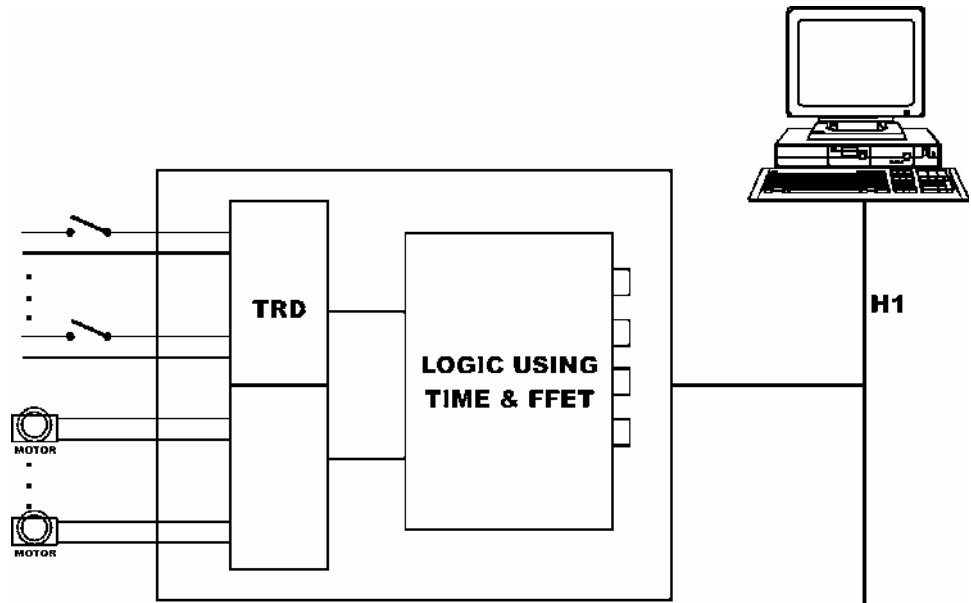 TRD
H1
LOGIC USING
TIME & FFET
MOTOR
MOTOR